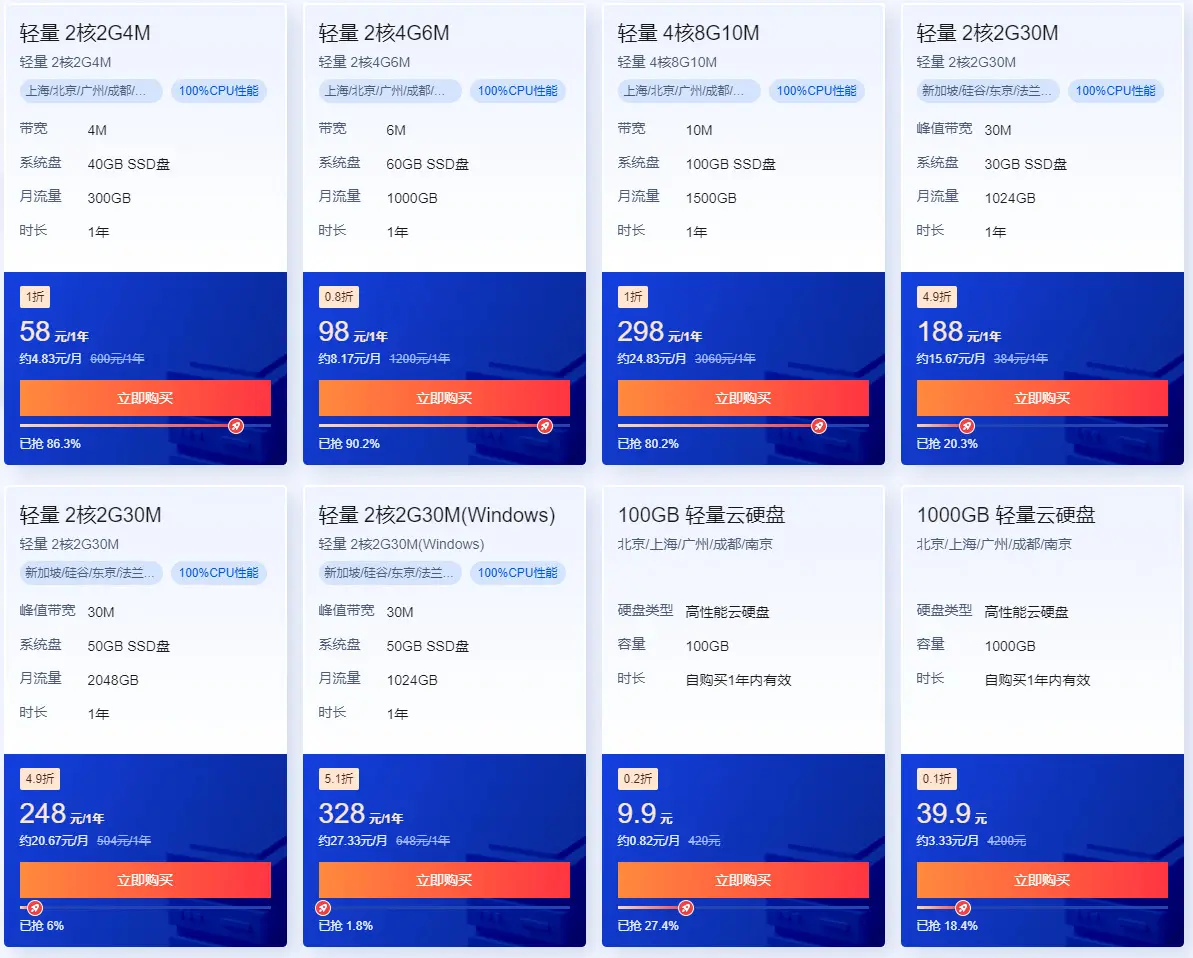 轻量 2核2G4M
轻量 2核2G4M
上海/北京/广州/成都/... 100%CPU性能
带宽 4M
系统盘 40GB SSD盘
月流量 300GB
时长 1年
1折
58 元/1年
约4.83元/月 600元/1年
立即购买
已抢 86.3%
轻量 2核4G6M
轻量 2核4G6M
上海/北京/广州/成都/... 100%CPU性能
带宽 6M
系统盘 60GB SSD盘
月流量 1000GB
时长 1年
0.8折
98 元/1年
约8.17元/月 1200元/1年
立即购买
已抢 90.2%
轻量 4核8G10M
轻量 4核8G10M
上海/北京/广州/成都/... 100%CPU性能
带宽 10M
系统盘 100GB SSD盘
月流量 1500GB
时长 1年
1折
298 元/1年
约24.83元/月 3060元/1年
立即购买
已抢 80.2%
轻量 2核2G30M
轻量 2核2G30M
新加坡/硅谷/东京/法兰... 100%CPU性能
峰值带宽 30M
系统盘 30GB SSD盘
月流量 1024GB
时长 1年
4.9折
188 元/1年
约15.67元/月 384元/1年
立即购买
已抢 20.3%
轻量 2核2G30M
轻量 2核2G30M
新加坡/硅谷/东京/法兰... 100%CPU性能
峰值带宽 30M
系统盘 50GB SSD盘
月流量 2048GB
时长 1年
4.9折
248 元/1年
约20.67元/月 504元/1年
立即购买
已抢 6%
轻量 2核2G30M(Windows)
轻量 2核2G30M(Windows)
新加坡/硅谷/东京/法兰... 100%CPU性能
峰值带宽 30M
系统盘 50GB SSD盘
月流量 1024GB
时长 1年
5.1折
328 元/1年
约27.33元/月 648元/1年
立即购买
已抢 1.8%
100GB 轻量云硬盘
北京/上海/广州/成都/南京
硬盘类型 高性能云硬盘
容量 100GB
时长 自购买1年内有效
0.2折
9.9 元
约0.82元/月 420元
立即购买
已抢 27.4%
1000GB 轻量云硬盘
北京/上海/广州/成都/南京
硬盘类型 高性能云硬盘
容量 1000GB
时长 自购买1年内有效
0.1折
39.9 元
约3.33元/月 4200元
立即购买
已抢 18.4%